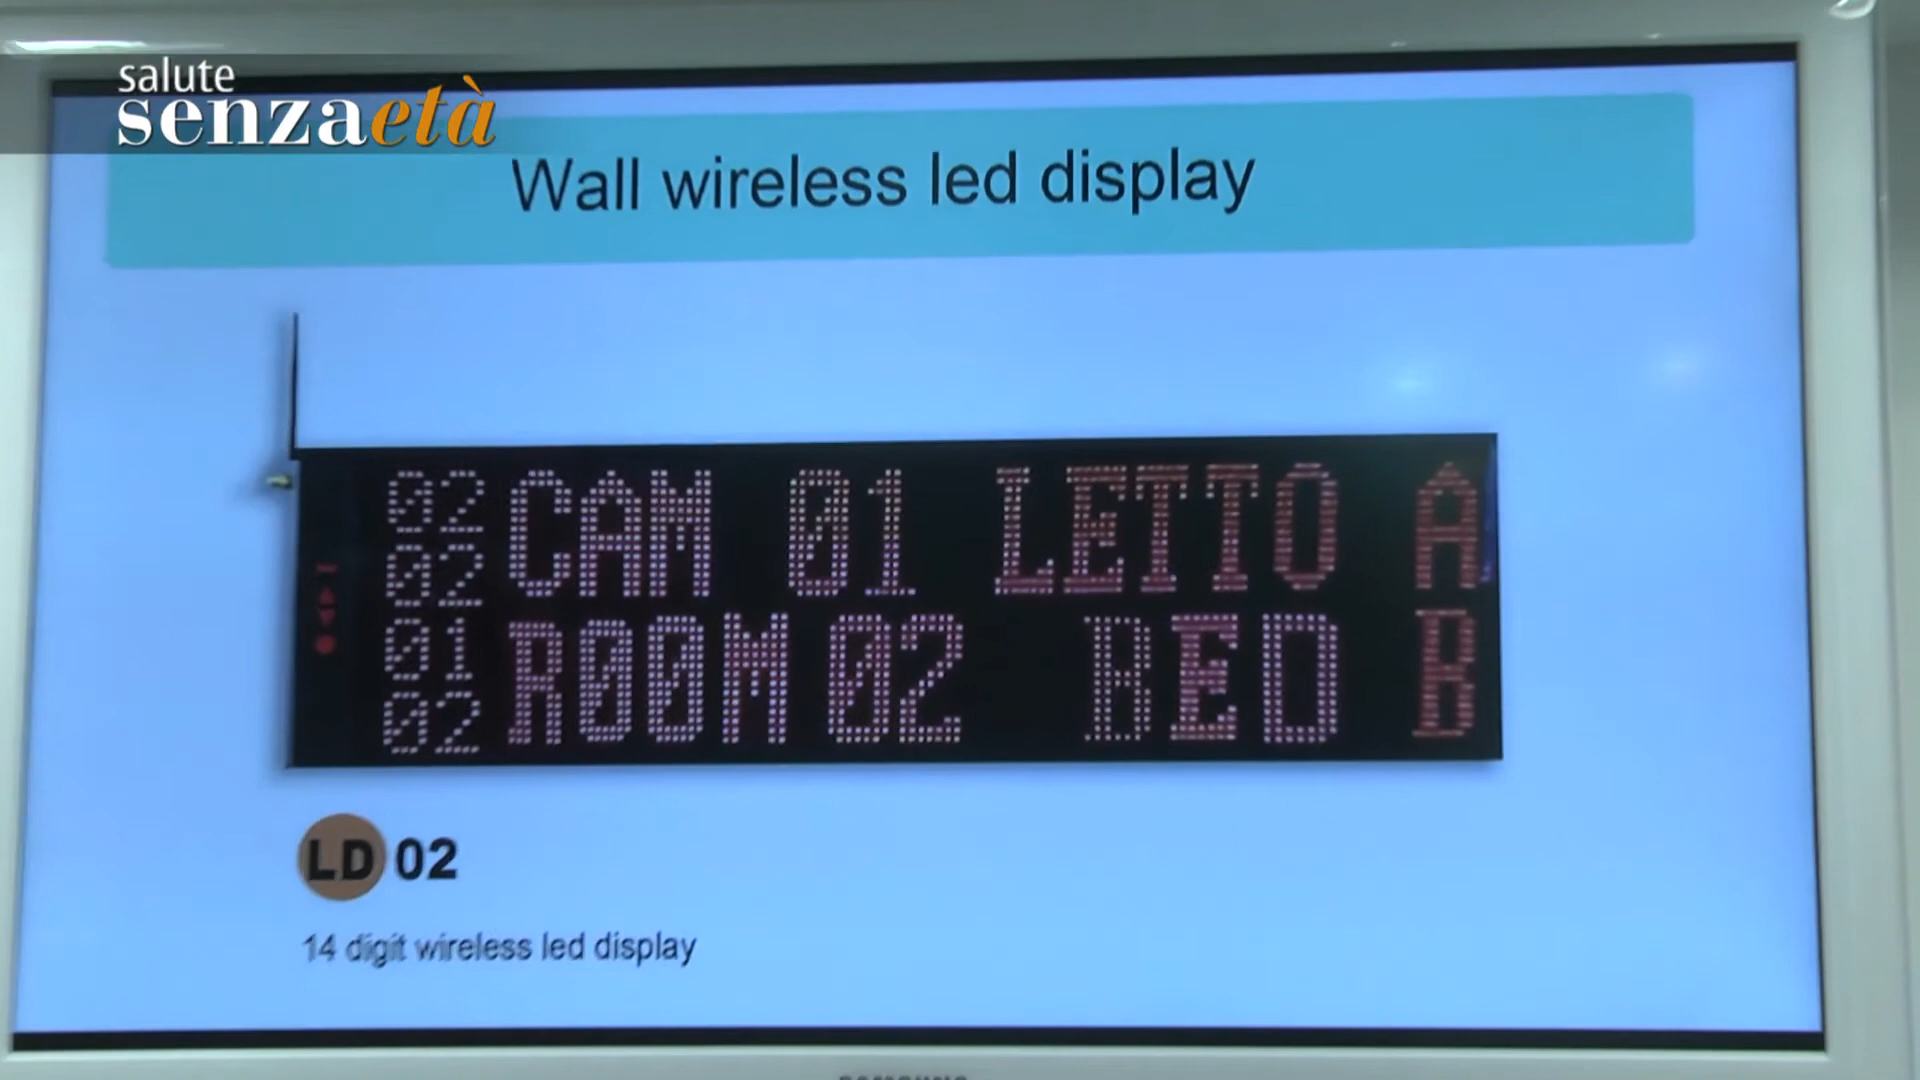 salute
senzaetà
Wall wireless led display
02 CAM 01 LETTO A
02
01 ROOM 02 BED B
02
LD 02
14 digit wireless led display